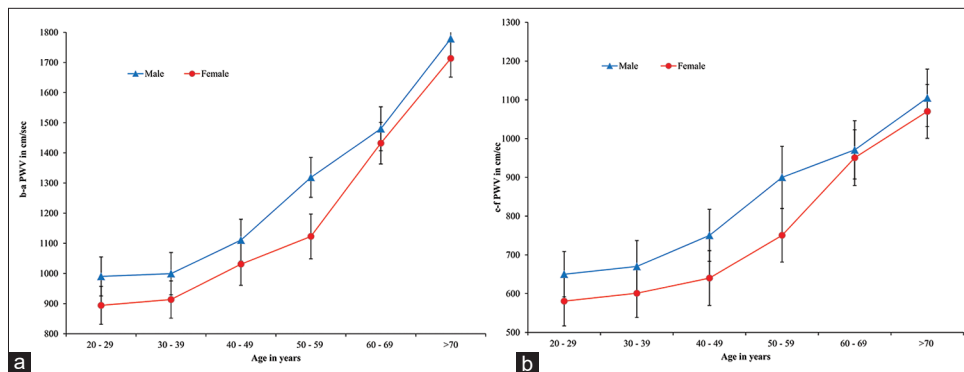 1800
1700
1600
1500
1400
1300
1200
1100
1000
900
800
b-a PWV in cm/sec
Male Female
20 - 29 30 - 39 40 - 49 50 - 59 60 - 69 >70
Age in years
a
1300
1200
1100
1000
900
800
700
600
500
c-f PWV in cm/ec
Male Female
20 - 29 30 - 39 40 - 49 50 - 59 60 - 69 >70
Age in years
b